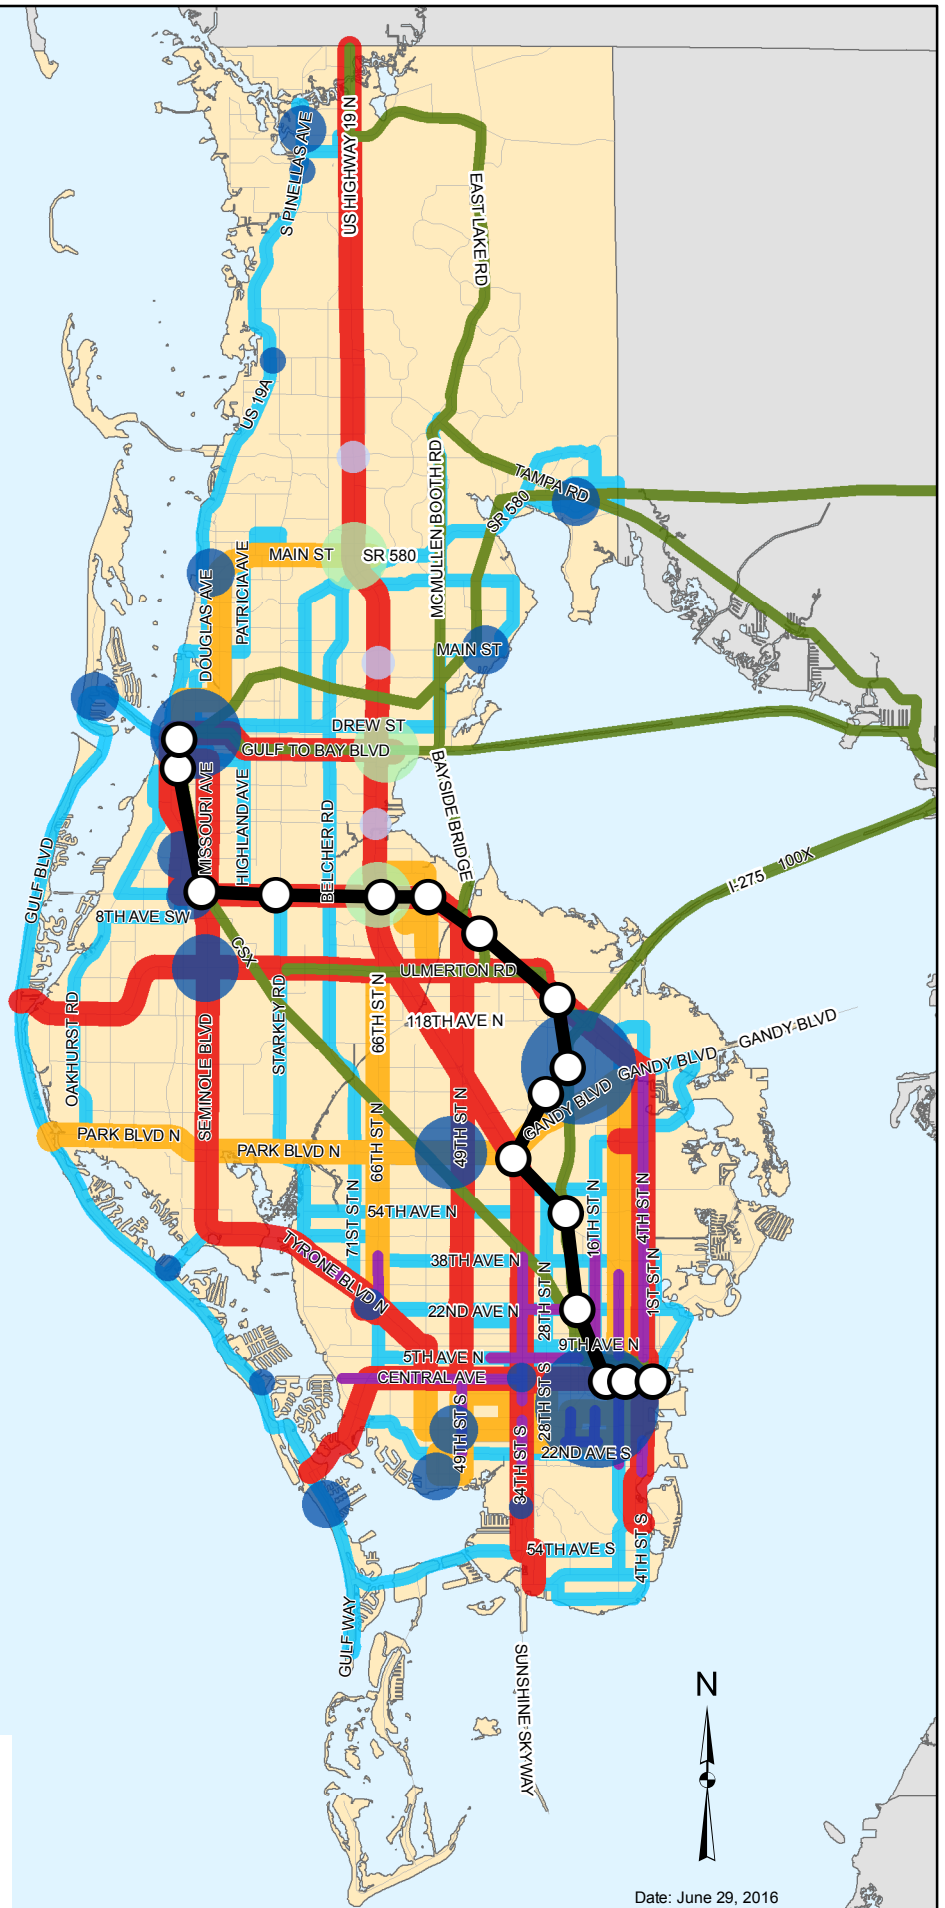 US HIGHWAY 19 N
S PINELLAS AVE
EAST LAKE RD
US 19A
MCMULLEN BOOTH RD
TAMPA RD
SR 580
PATRICIA AVE
MAIN ST
SR 580
DOUGLAS AVE
MAIN ST
DREW ST
GULF TO BAY BLVD
BAYSIDE BRIDGE
MISSOURI AVE
HIGHLAND AVE
BELCHER RD
GULF BLVD
I-275
100X
8TH AVE SW
CSX
ULMERTON RD
OAKHURST RD
STARKEY RD
66TH ST N
118TH AVE N
SEMINOLE BLVD
GANDY BLVD
GANDY BLVD
GANDY BLVD
PARK BLVD N
PARK BLVD N
66TH ST N
49TH ST N
71ST ST N
54TH AVE N
16TH ST N
4TH ST N
TYRONE BLVD N
38TH AVE N
28TH ST N
1ST ST N
22ND AVE N
9TH AVE N
5TH AVE N
CENTRAL AVE
49TH ST S
28TH ST S
22ND AVE S
34TH ST S
54TH AVE S
4TH ST S
GULF WAY
SUNSHINE SKYWAY
N
Date: June 29, 2016